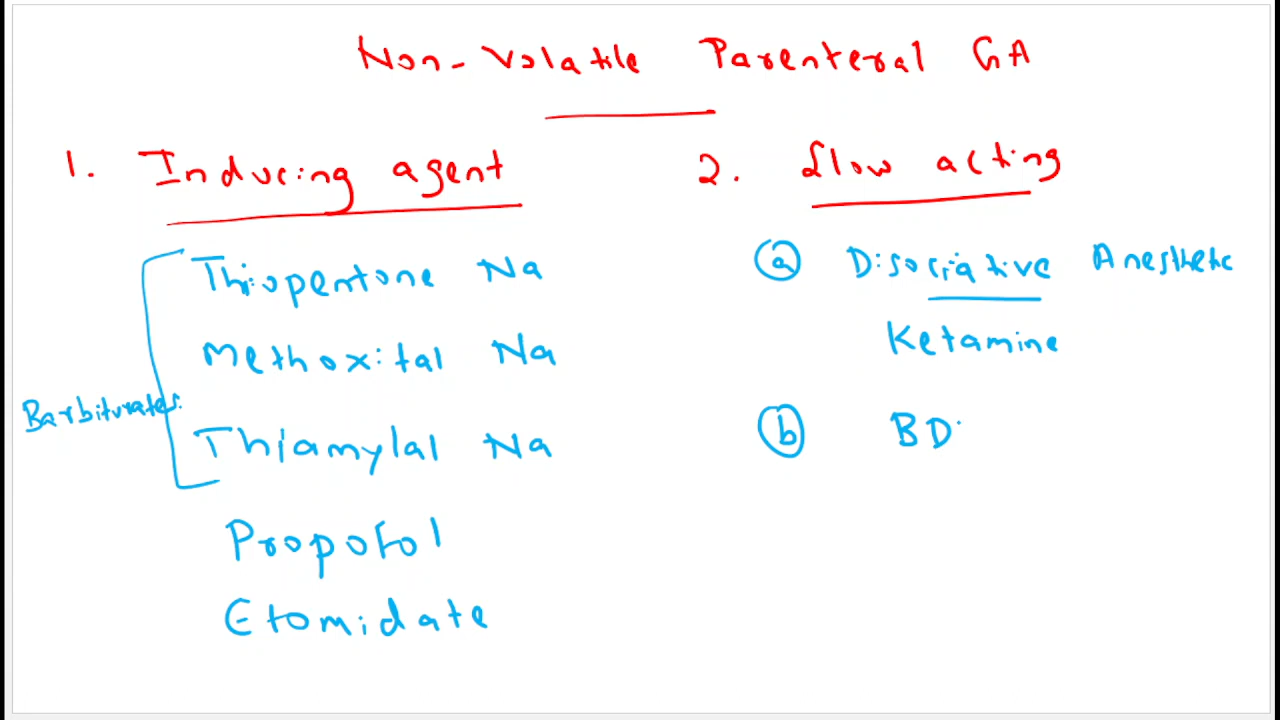 Non-Volatile Parenteral GA
1. Inducing agent
Thiopentone Na
Methoxital Na
Thiamylal Na
Barbiturates.
Propofol
Etomidate
2. Slow acting
a Disociative Anesthetic
Ketamine
b BD